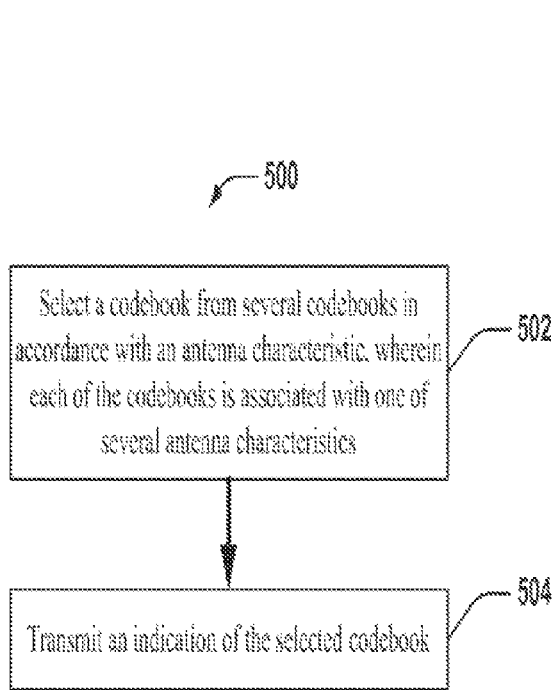 500
Select a codebook from several codebooks in
accordance with an antenna characteristic, wherein
each of the codebooks is associated with one of
several antenna characteristics
502
Transmit an indication of the selected codebook
504